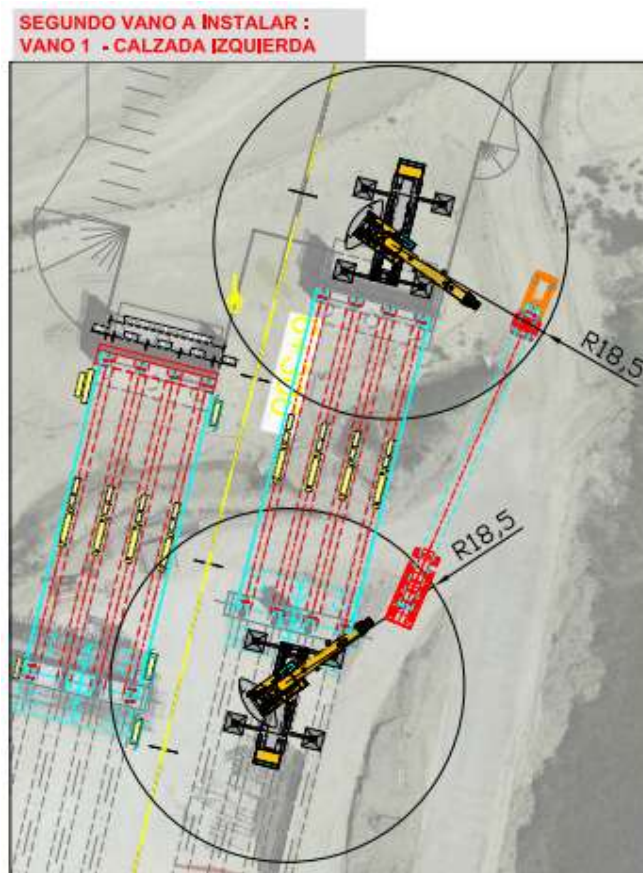 SEGUNDO VANO A INSTALAR :
VANO 1 - CALZADA IZQUIERDA
R18,5
R18,5